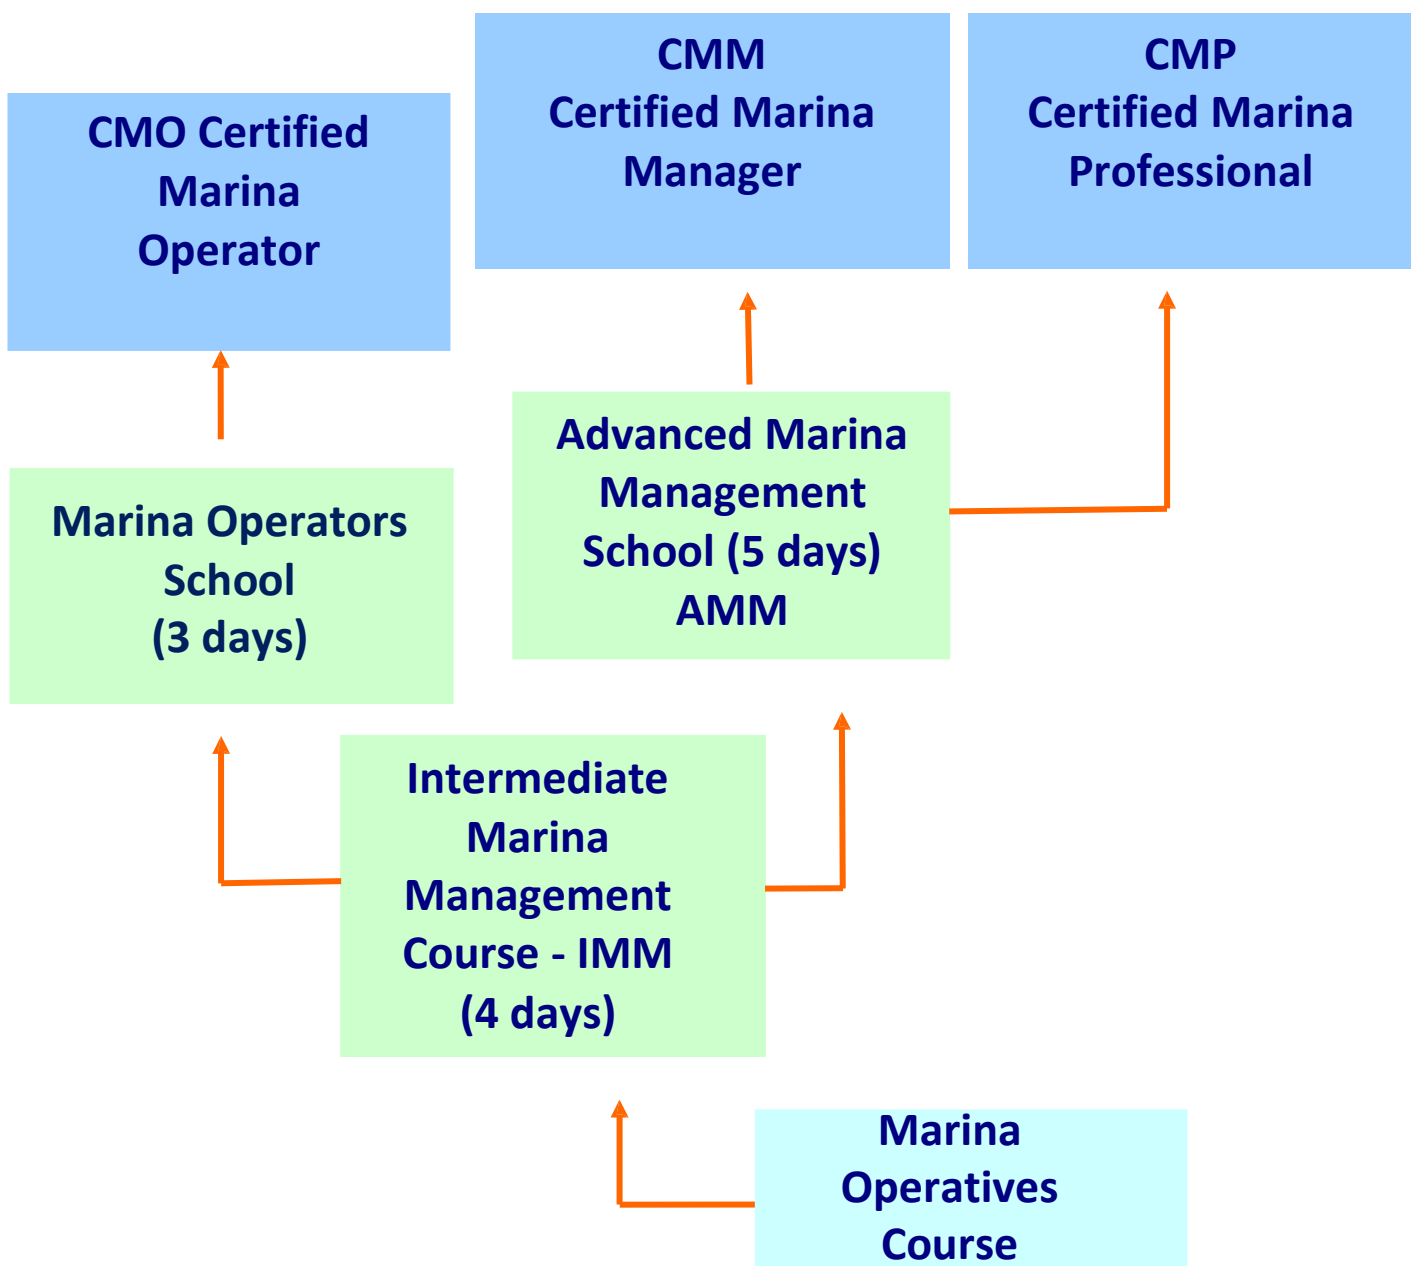 CMO Certified
Marina
Operator
CMM
Certified Marina
Manager
CMP
Certified Marina
Professional
Marina Operators
School
(3 days)
Advanced Marina
Management
School (5 days)
AMM
Intermediate
Marina
Management
Course - IMM
(4 days)
Marina
Operatives
Course